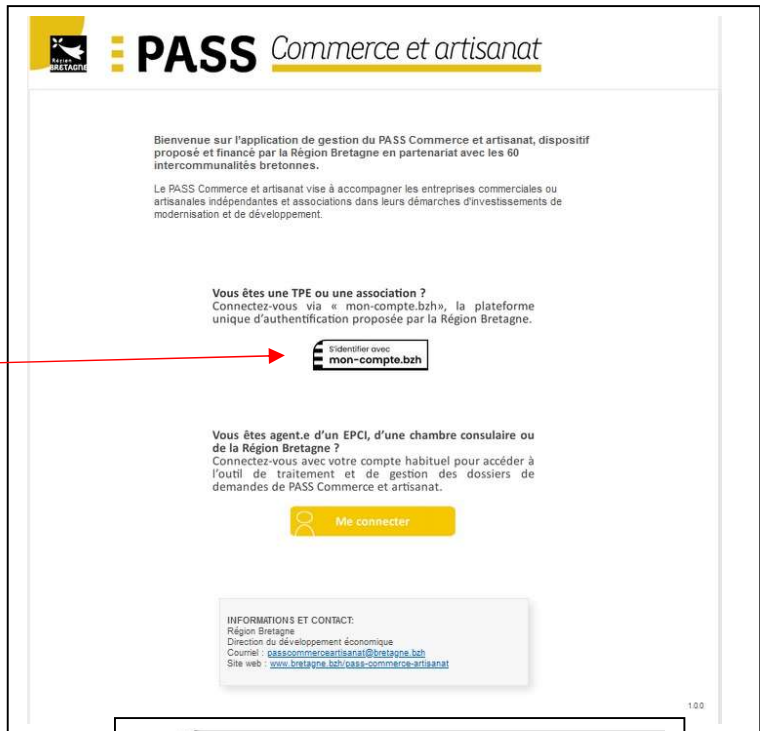 Région
BRETAGNE
PASS Commerce et artisanat
Bienvenue sur l'application de gestion du PASS Commerce et artisanat, dispositif
proposé et financé par la Région Bretagne en partenariat avec les 60
intercommunalités bretonnes.
Le PASS Commerce et artisanat vise à accompagner les entreprises commerciales ou
artisanales indépendantes et associations dans leurs démarches d'investissements de
modernisation et de développement.
Vous êtes une TPE ou une association ?
Connectez-vous via « mon-compte.bzh», la plateforme
unique d'authentification proposée par la Région Bretagne.
S'identifier avec
mon-compte.bzh
Vous êtes agent.e d'un EPCI, d'une chambre consulaire ou
de la Région Bretagne ?
Connectez-vous avec votre compte habituel pour accéder à
l'outil de traitement et de gestion des dossiers de
demandes de PASS Commerce et artisanat.
Me connecter
INFORMATIONS ET CONTACT:
Région Bretagne
Direction du développement économique
Courriel : passcommerceartisanat@bretagne.bzh
Site web : www.bretagne.bzh/pass-commerce-artisanat
1.0.0